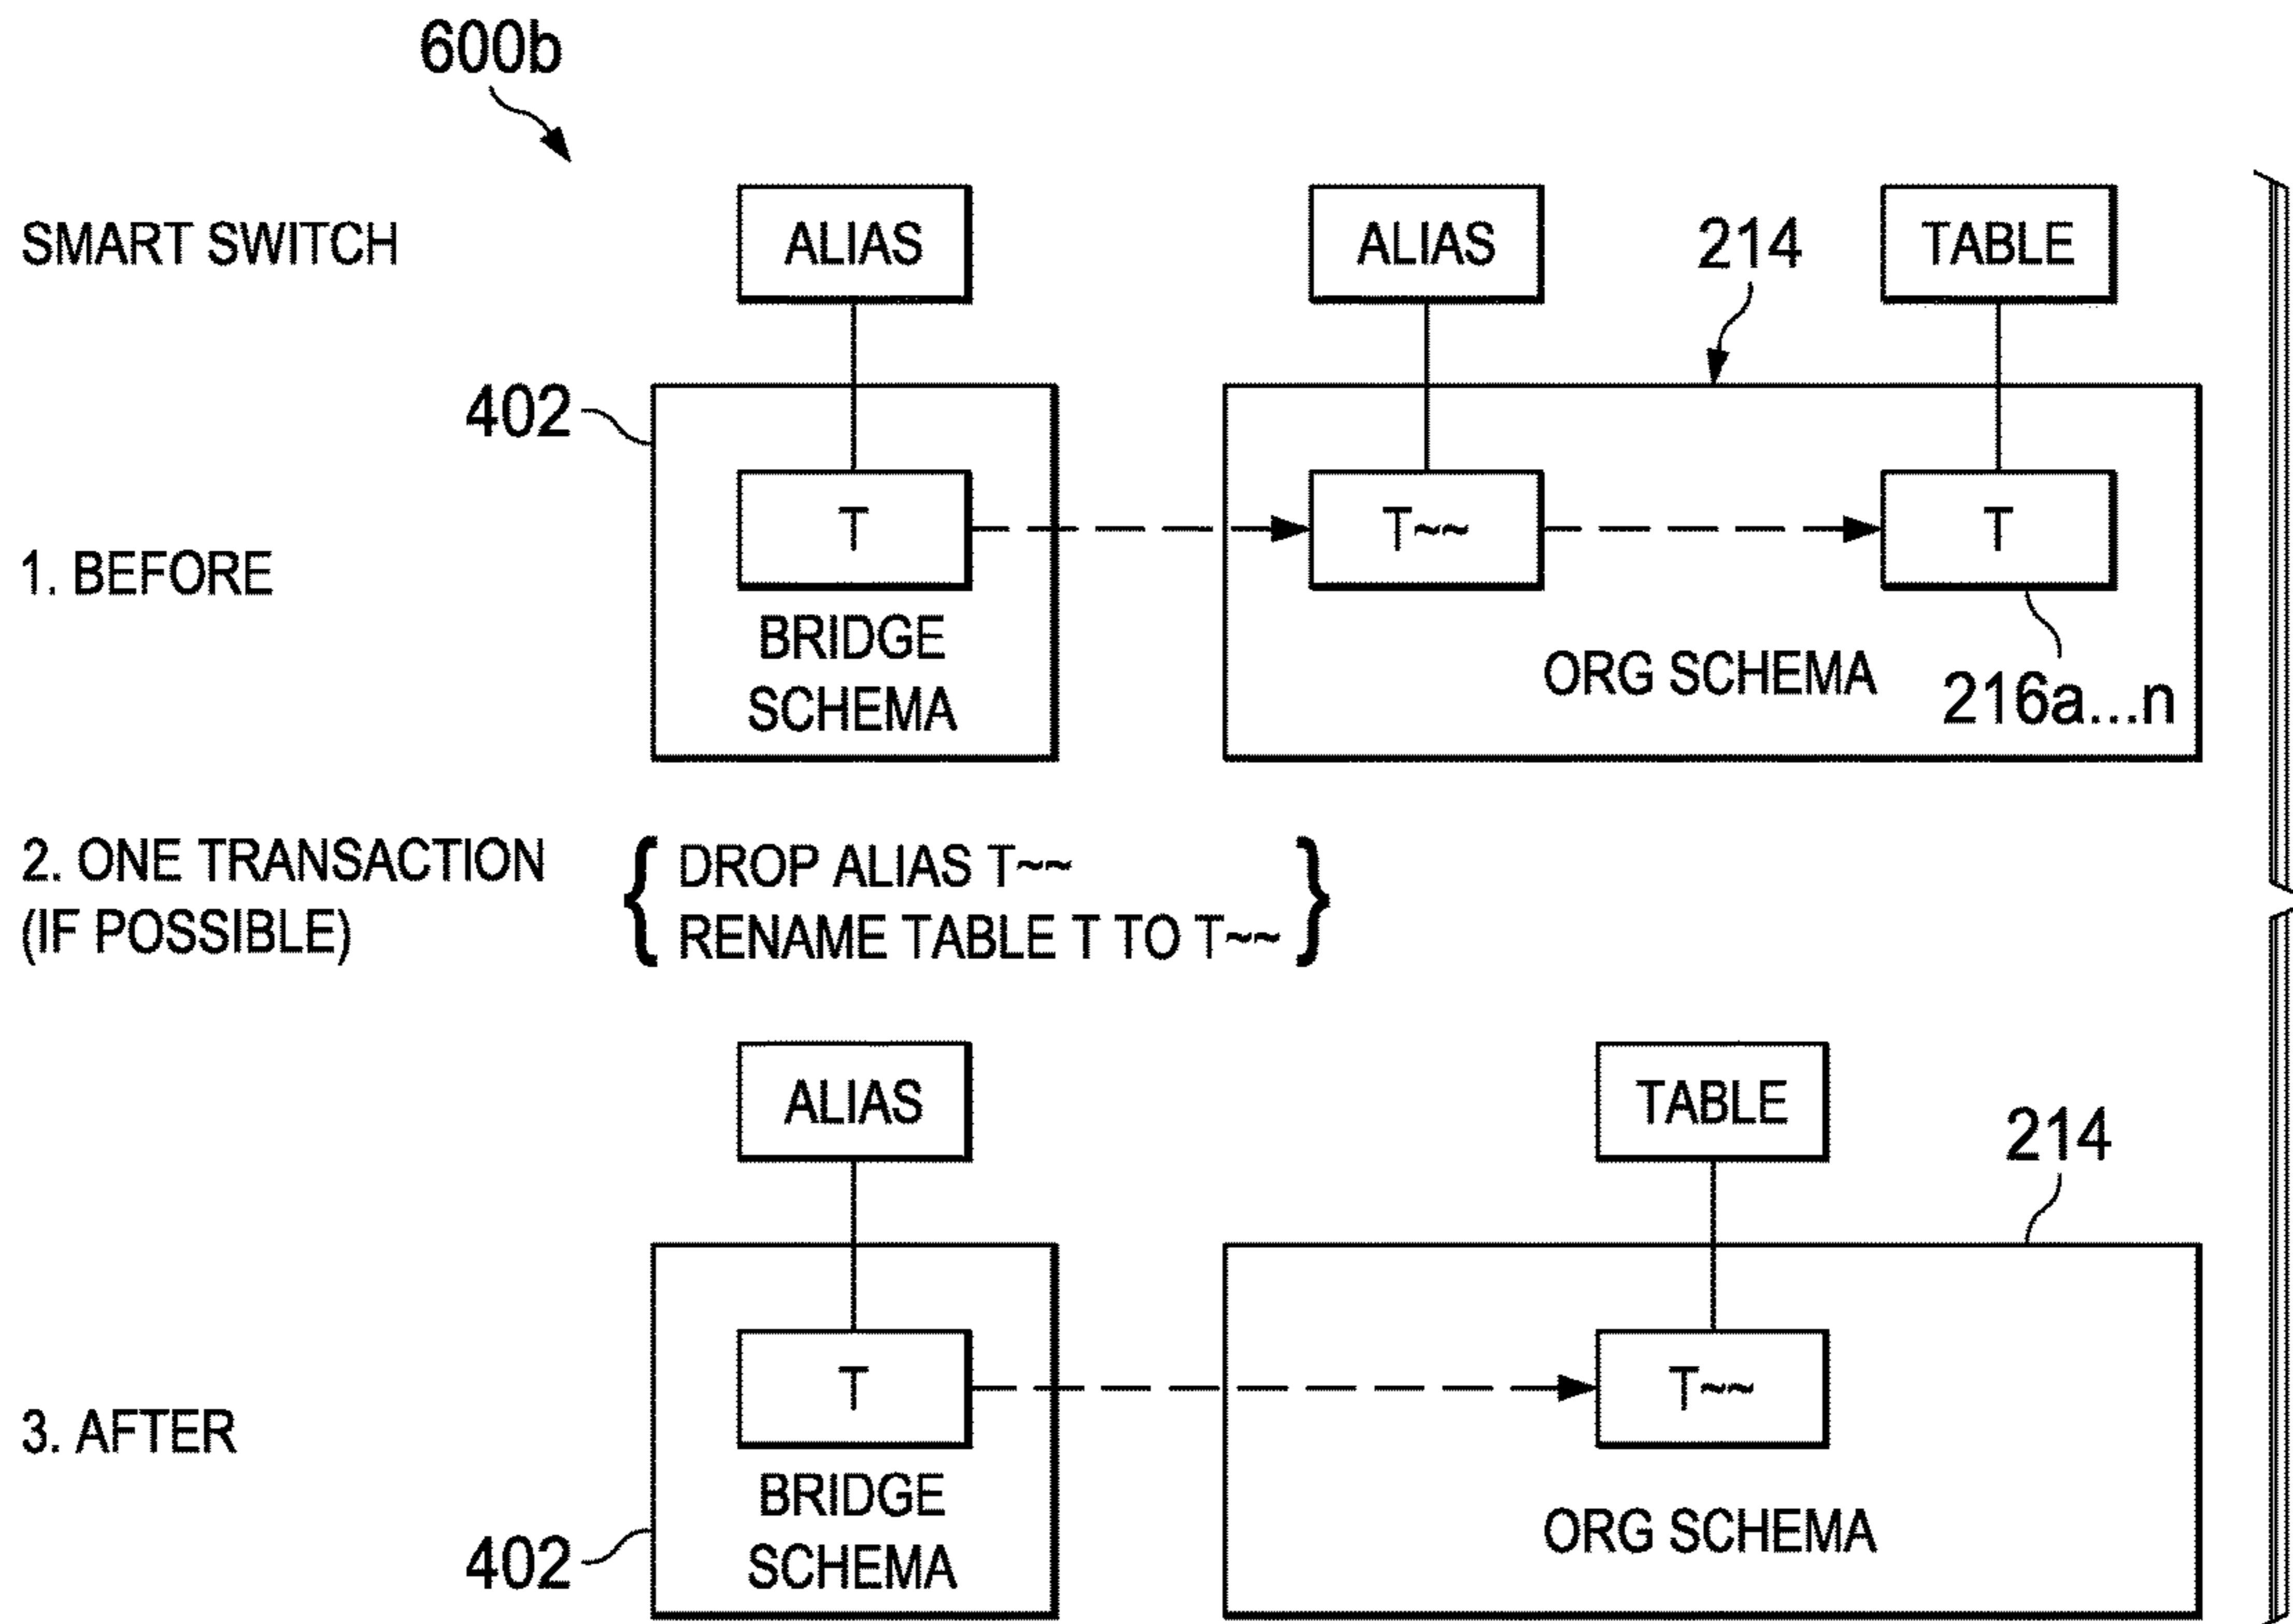 600b
SMART SWITCH
ALIAS
ALIAS
214
TABLE
402
1. BEFORE
T
T~~
T
BRIDGE
SCHEMA
ORG SCHEMA
216a...n
2. ONE TRANSACTION
(IF POSSIBLE)
{ DROP ALIAS T~~
RENAME TABLE T TO T~~ }
ALIAS
TABLE
214
3. AFTER
T
T~~
BRIDGE
SCHEMA
402
ORG SCHEMA